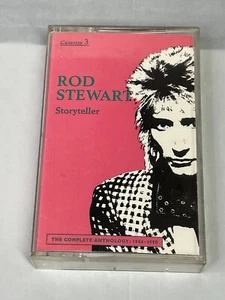 Cassette 3
ROD
STEWART
Storyteller
THE COMPLETE ANTHOLOGY: 1964-1990